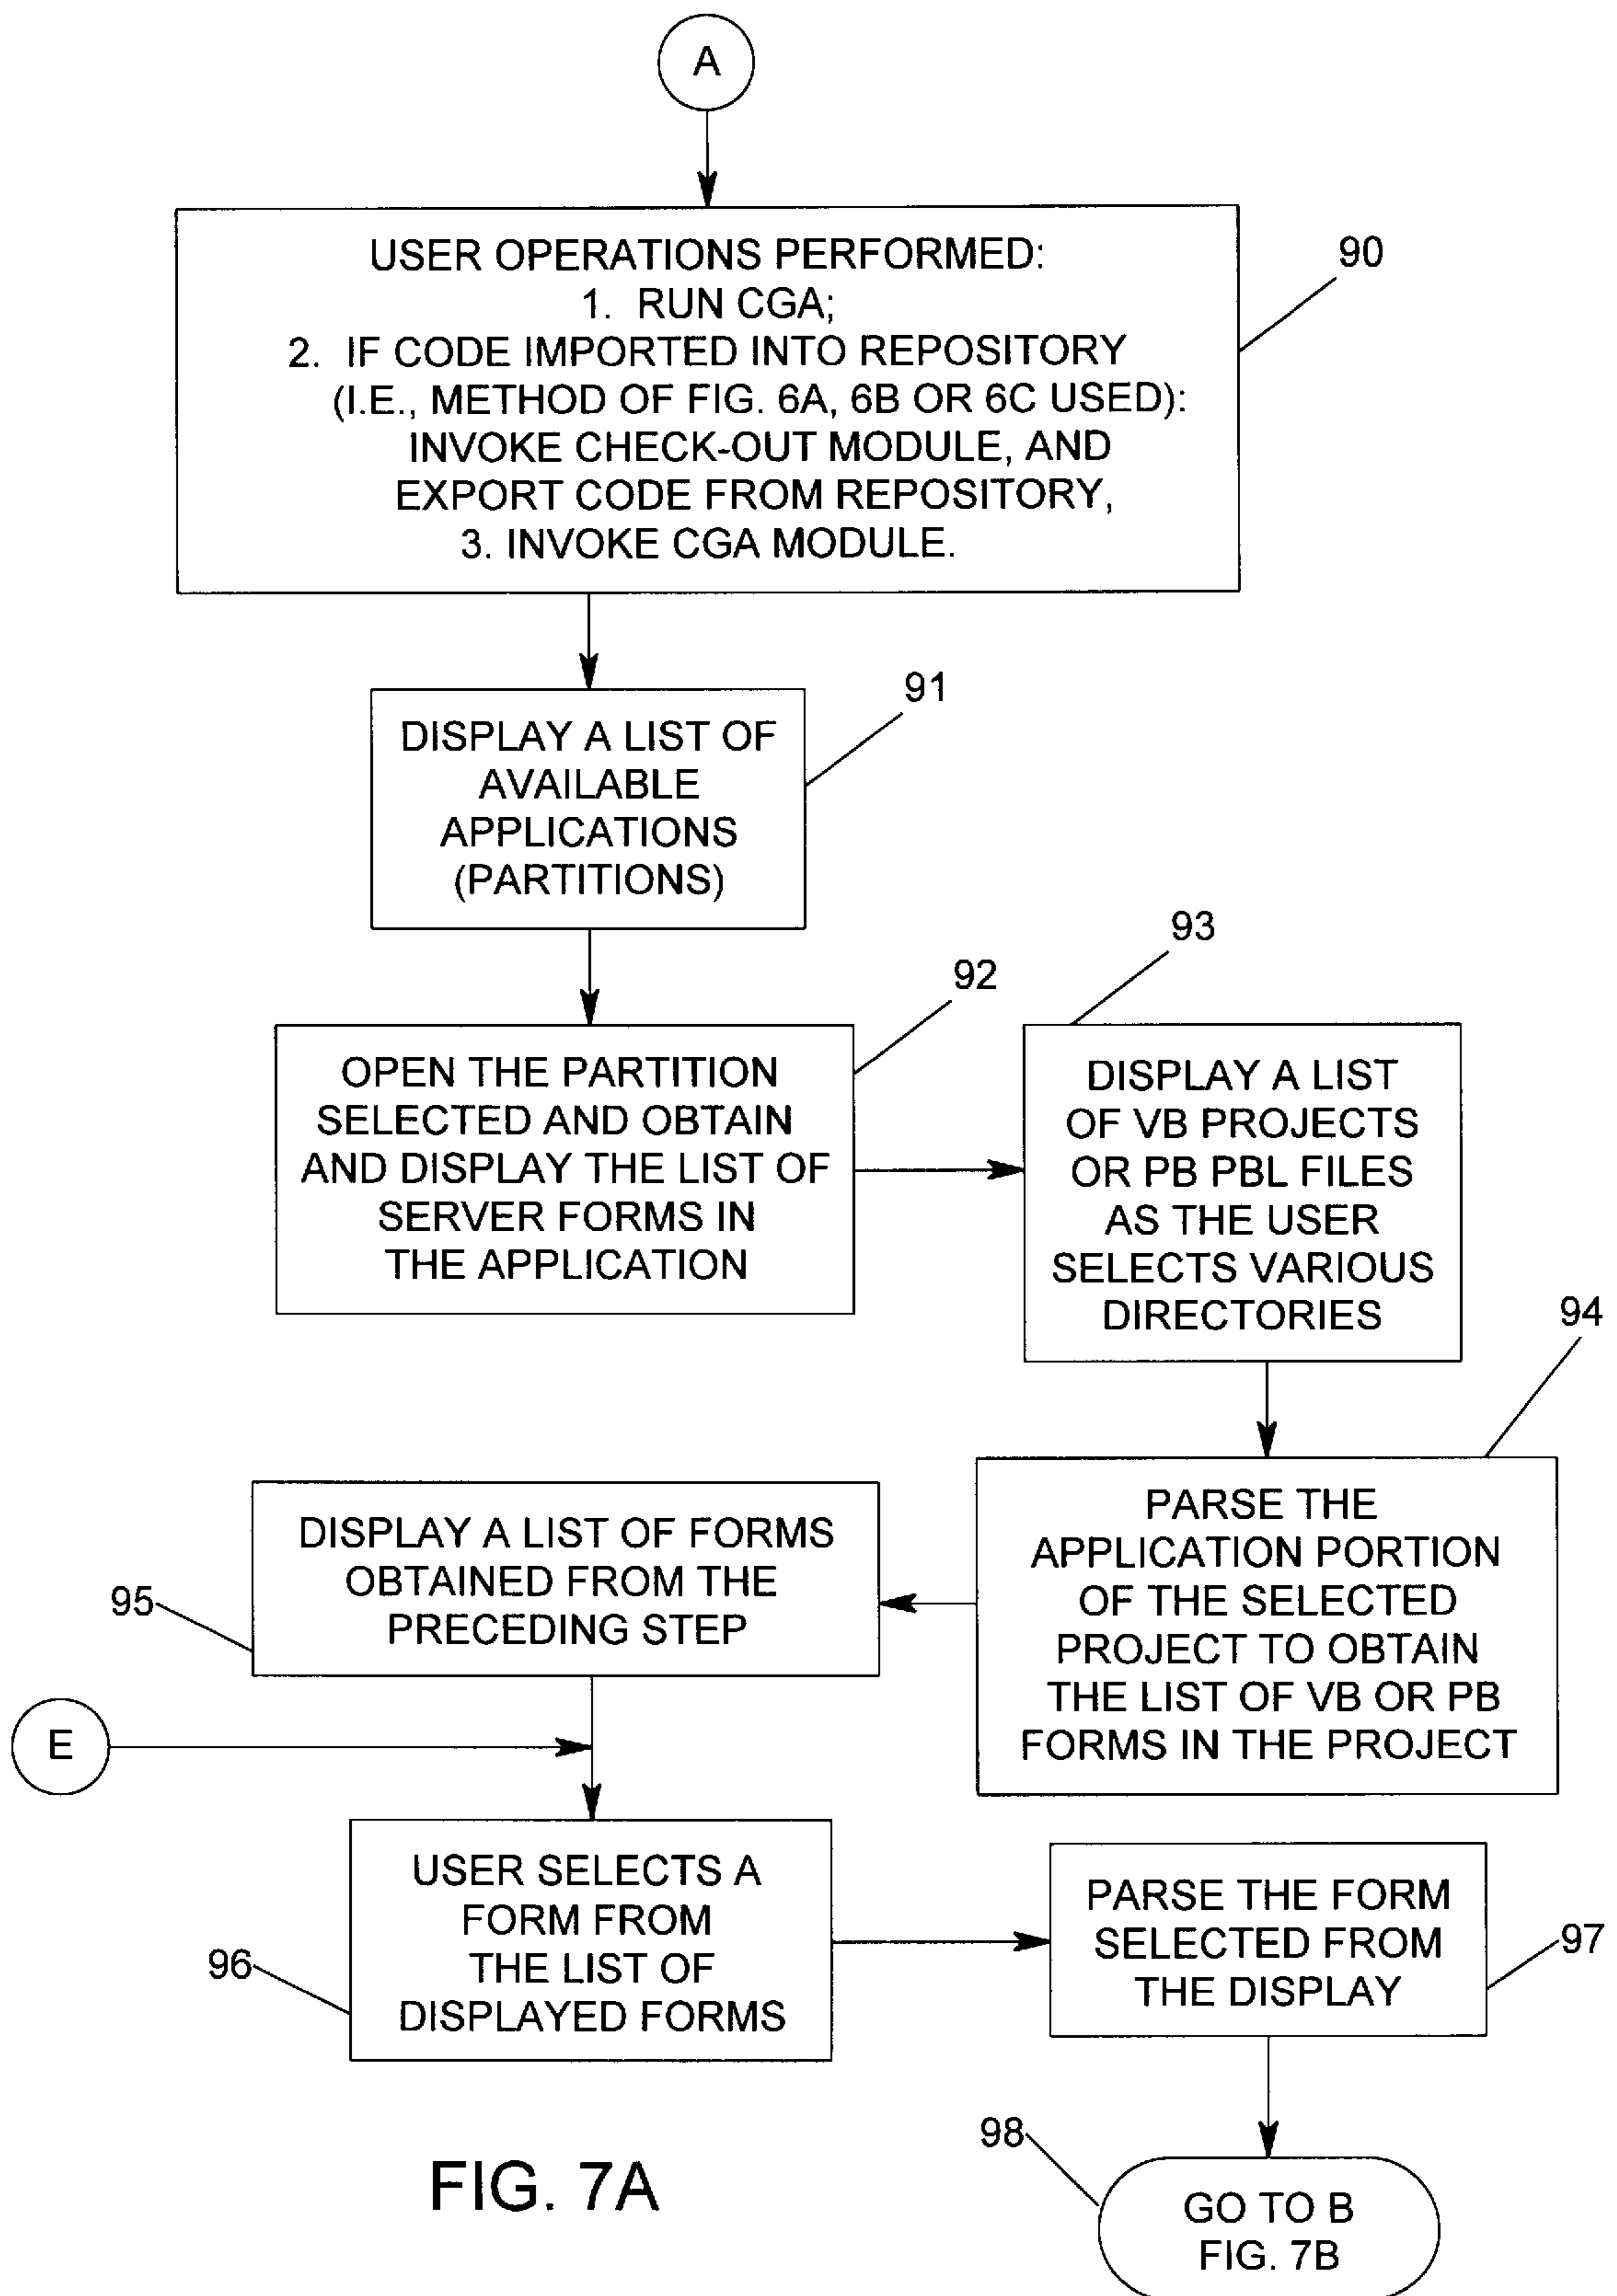 A
USER OPERATIONS PERFORMED:
1. RUN CGA;
2. IF CODE IMPORTED INTO REPOSITORY
(I.E., METHOD OF FIG. 6A, 6B OR 6C USED):
INVOKE CHECK-OUT MODULE, AND
EXPORT CODE FROM REPOSITORY,
3. INVOKE CGA MODULE.
90
DISPLAY A LIST OF
AVAILABLE
APPLICATIONS
(PARTITIONS)
91
OPEN THE PARTITION
SELECTED AND OBTAIN
AND DISPLAY THE LIST OF
SERVER FORMS IN
THE APPLICATION
92
DISPLAY A LIST
OF VB PROJECTS
OR PB PBL FILES
AS THE USER
SELECTS VARIOUS
DIRECTORIES
93
PARSE THE
APPLICATION PORTION
OF THE SELECTED
PROJECT TO OBTAIN
THE LIST OF VB OR PB
FORMS IN THE PROJECT
94
DISPLAY A LIST OF FORMS
OBTAINED FROM THE
PRECEDING STEP
95
E
USER SELECTS A
FORM FROM
THE LIST OF
DISPLAYED FORMS
96
PARSE THE FORM
SELECTED FROM
THE DISPLAY
97
98
GO TO B
FIG. 7B
FIG. 7A